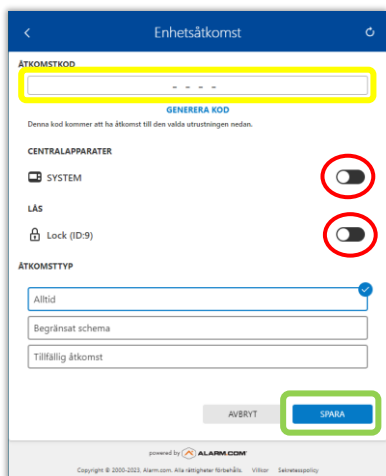 Enhetsåtkomst
ÅTKOMSTKOD
- - - -
GENERERA KOD
Denna kod kommer att ha åtkomst till den valda utrustningen nedan.
CENTRALAPPARATER
SYSTEM
LÅS
Lock (ID:9)
ÅTKOMSTTYP
Alltid
Begränsat schema
Tillfällig åtkomst
AVBRYT SPARA
powered by ALARM.COM
Copyright © 2000-2023, Alarm.com. Alla rättigheter förbehålls. Villkor Sekretesspolicy